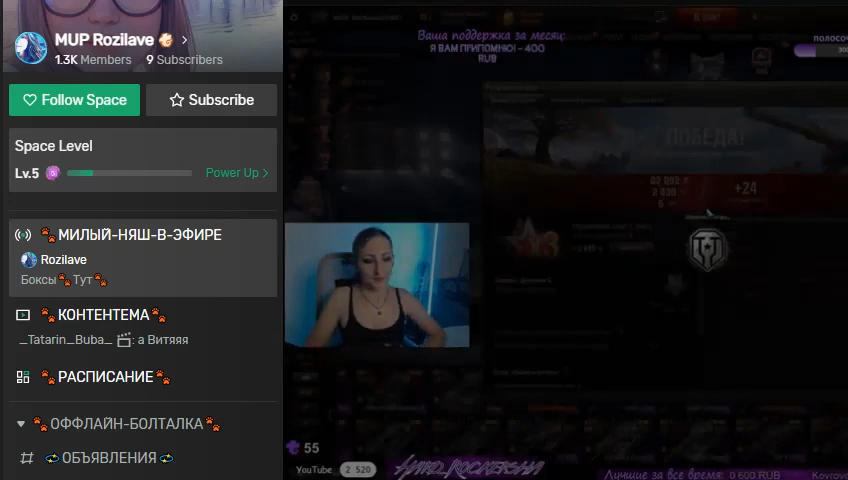 MUP Rozilave
1.3K Members 9 Subscribers
Follow Space
Subscribe
Space Level
Lv.5
Power Up
МИЛЫЙ-НЯШ-В-ЭФИРЕ
Rozilave
Боксы Тут
КОНТЕНТЕМА
_Tatarin_Buba_ : а Витяяя
РАСПИСАНИЕ
ОФФЛАЙН-БОЛТАЛКА
ОБЪЯВЛЕНИЯ
Ваша поддержка за месяц:
Я ВАМ ПРИПОМНЮ! - 400
RUB
ПОБЕДА!
+24
55
YouTube 2 520
Лучшие за все время: 0 600 RUB